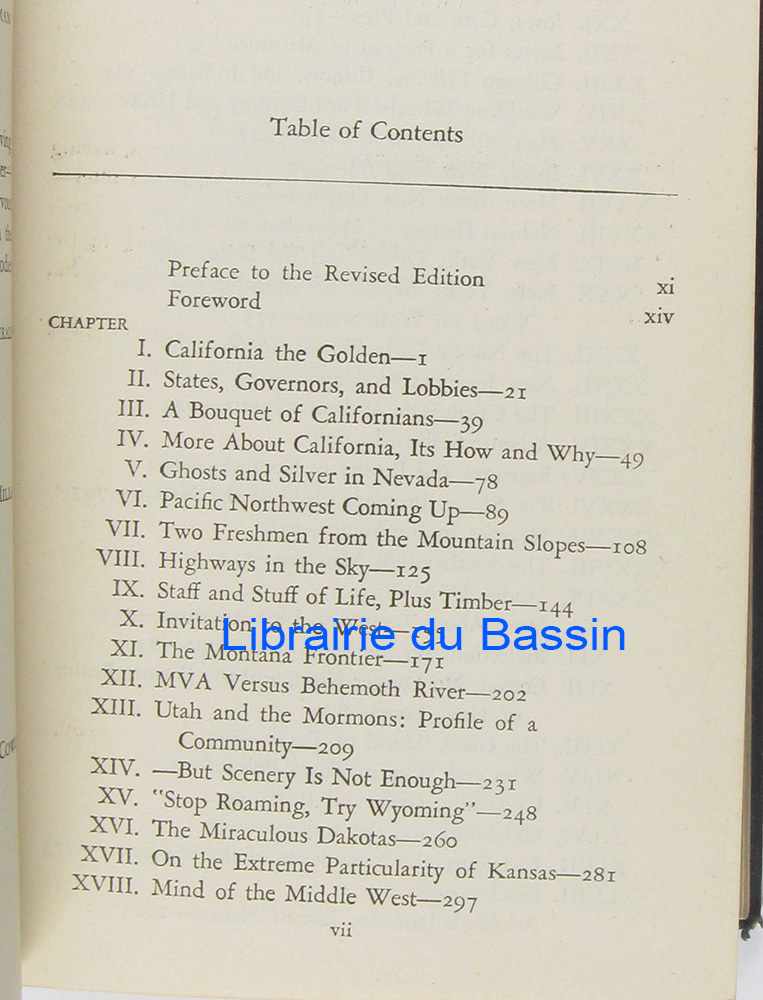 Table of Contents
Preface to the Revised Edition xi
Foreword xiv
CHAPTER
I. California the Golden—1
II. States, Governors, and Lobbies—21
III. A Bouquet of Californians—39
IV. More About California, Its How and Why—49
V. Ghosts and Silver in Nevada—78
VI. Pacific Northwest Coming Up—89
VII. Two Freshmen from the Mountain Slopes—108
VIII. Highways in the Sky—125
IX. Staff and Stuff of Life, Plus Timber—144
X. Invitation to the West—
Librairie du Bassin
XI. The Montana Frontier—171
XII. MVA Versus Behemoth River—202
XIII. Utah and the Mormons: Profile of a
Community—209
XIV. —But Scenery Is Not Enough—231
XV. "Stop Roaming, Try Wyoming"—248
XVI. The Miraculous Dakotas—260
XVII. On the Extreme Particularity of Kansas—281
XVIII. Mind of the Middle West—297
vii